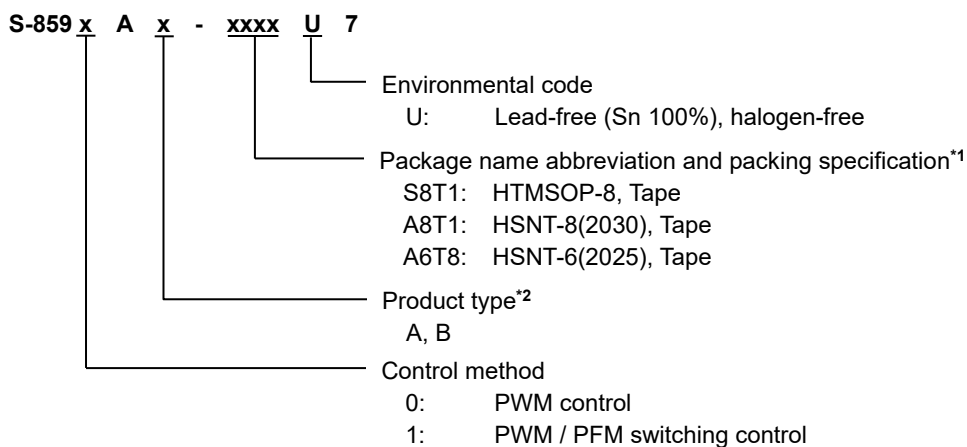 S-859 x A x - xxxx U 7
Environmental code
U: Lead-free (Sn 100%), halogen-free
Package name abbreviation and packing specification*1
S8T1: HTMSOP-8, Tape
A8T1: HSNT-8(2030), Tape
A6T8: HSNT-6(2025), Tape
Product type*2
A, B
Control method
0: PWM control
1: PWM / PFM switching control